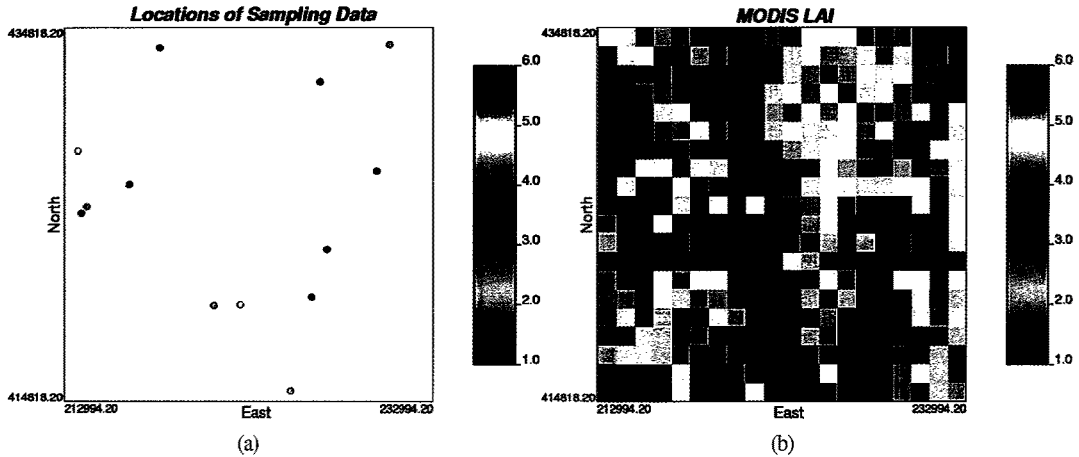 Locations of Sampling Data
434818.20
North
414818.20
212994.20
East
232994.20
6.0
5.0
4.0
3.0
2.0
1.0
(a)
MODIS LAI
434818.20
North
414818.20
212994.20
East
232994.20
6.0
5.0
4.0
3.0
2.0
1.0
(b)